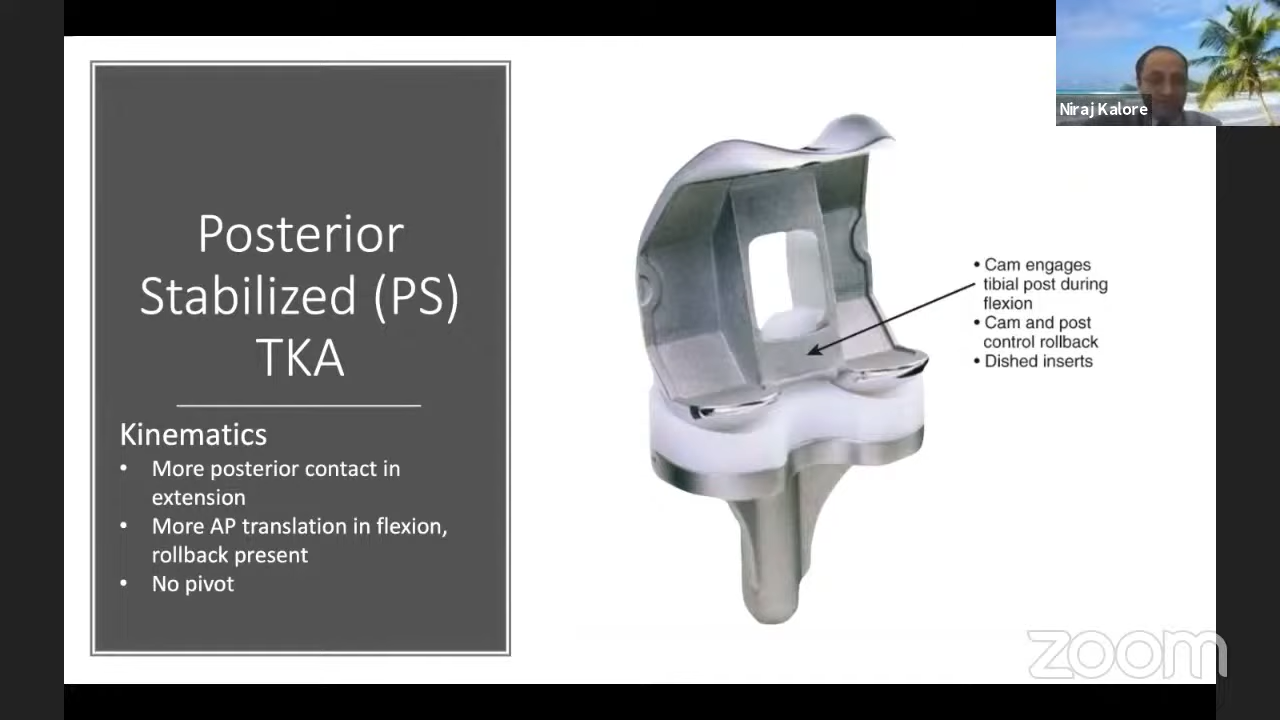 Posterior
Stabilized (PS)
TKA
Kinematics
• More posterior contact in
extension
• More AP translation in flexion,
rollback present
• No pivot
• Cam engages
tibial post during
flexion
• Cam and post
control rollback
• Dished inserts
Niraj Kalore
zoom